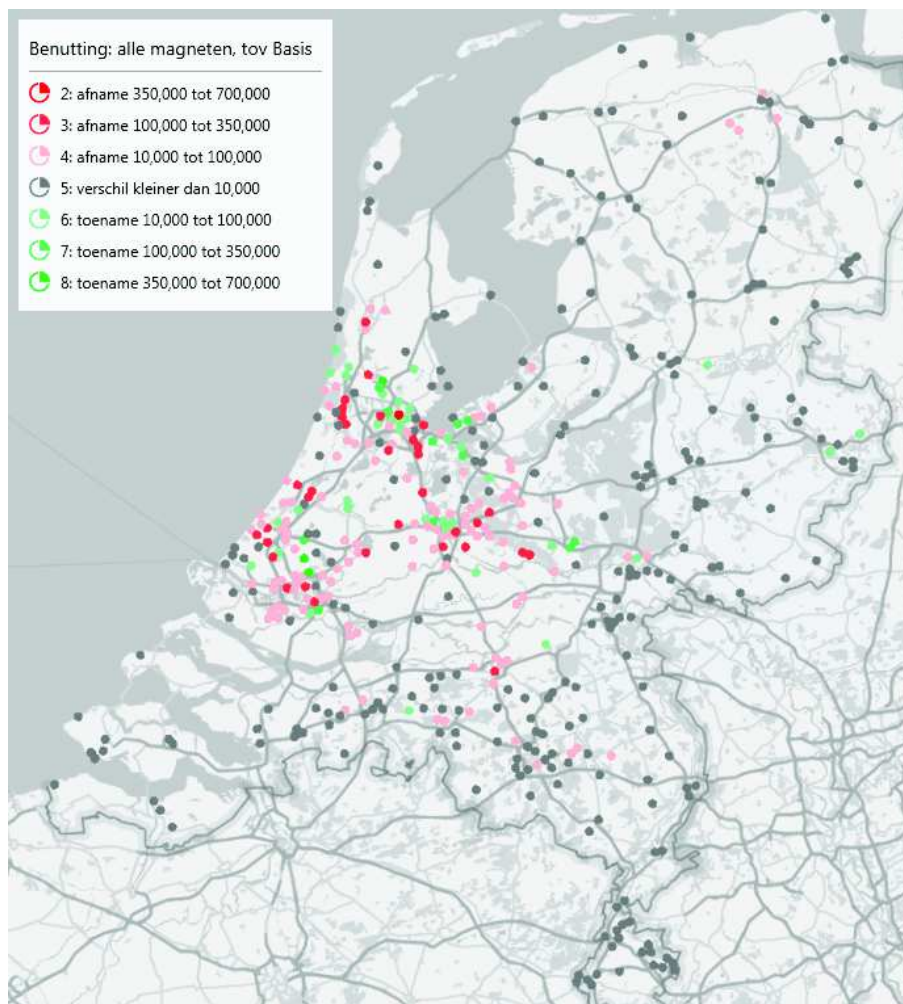 Benutting: alle magneten, tov Basis
2: afname 350,000 tot 700,000
3: afname 100,000 tot 350,000
4: afname 10,000 tot 100,000
5: verschil kleiner dan 10,000
6: toename 10,000 tot 100,000
7: toename 100,000 tot 350,000
8: toename 350,000 tot 700,000